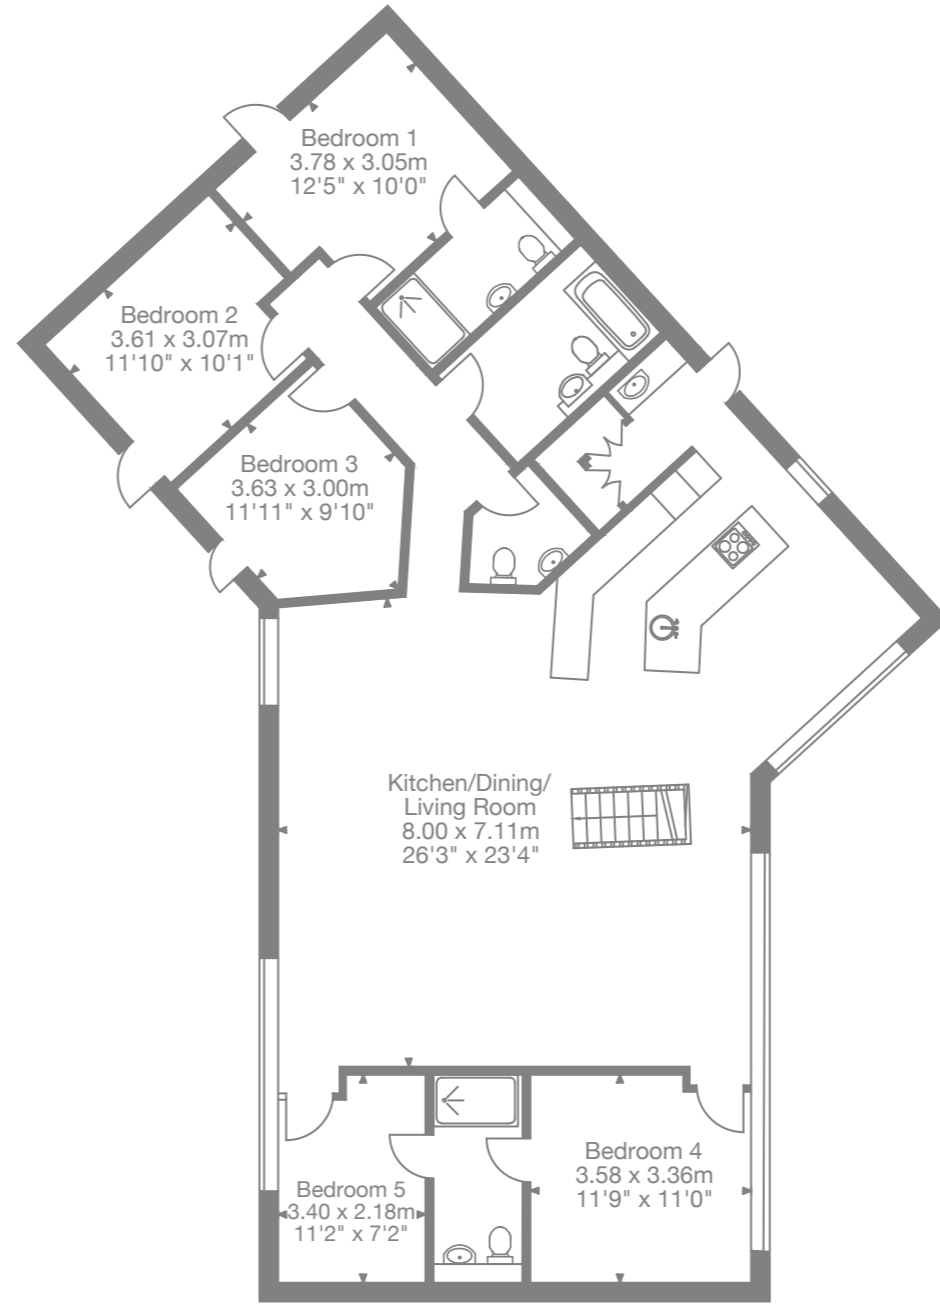 Bedroom 1
3.78 x 3.05m
12'5" x 10'0"
Bedroom 2
3.61 x 3.07m
11'10" x 10'1"
Bedroom 3
3.63 x 3.00m
11'11" x 9'10"
Kitchen/Dining/
Living Room
8.00 x 7.11m
26'3" x 23'4"
Bedroom 4
3.58 x 3.36m
11'9" x 11'0"
Bedroom 5
3.40 x 2.18m
11'2" x 7'2"